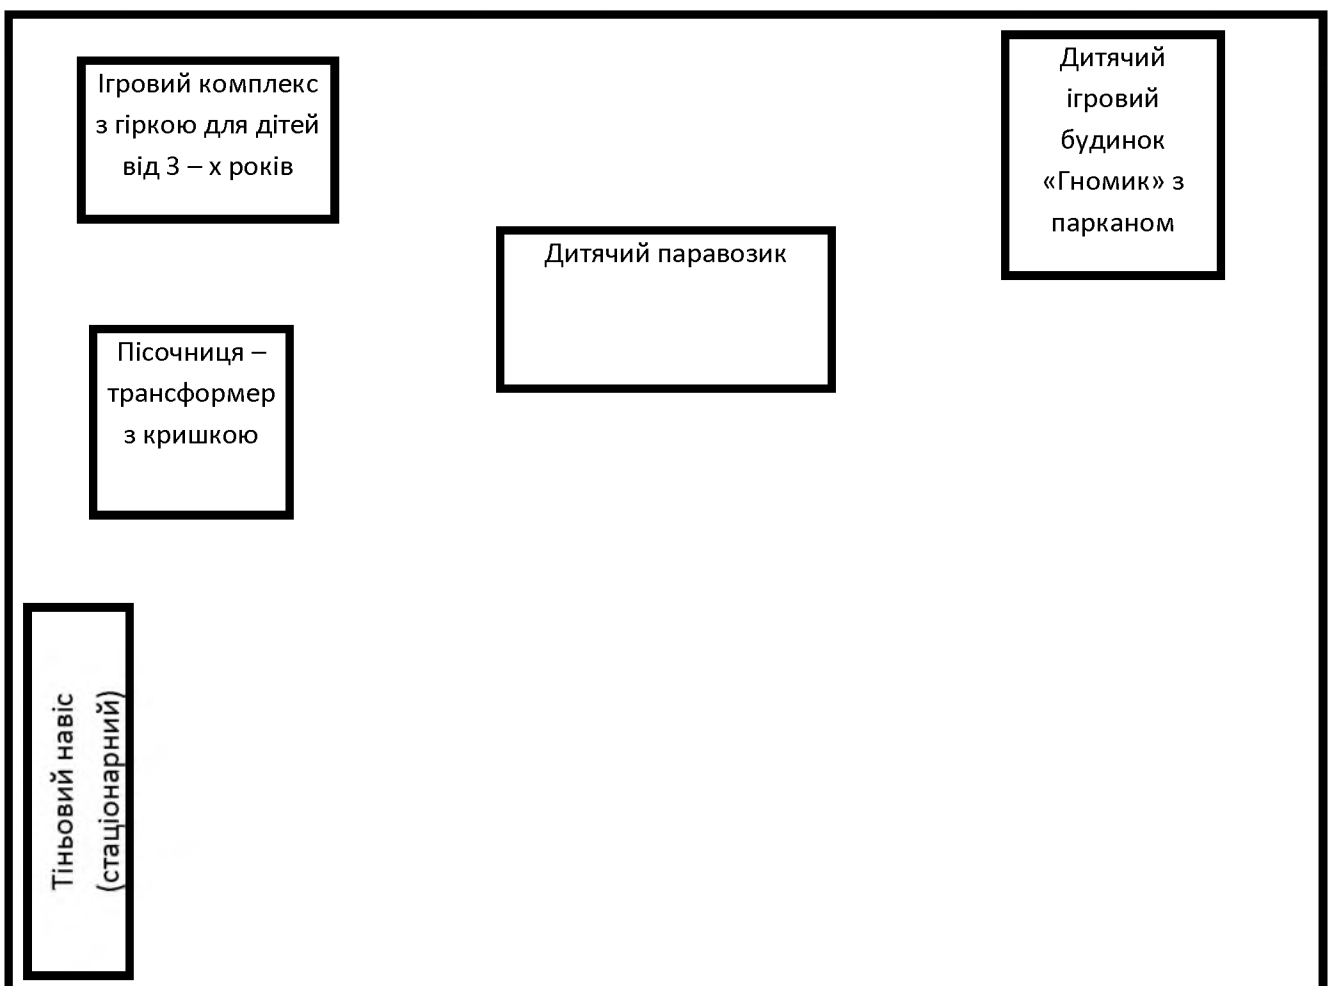 Ігровий комплекс
з гіркою для дітей
від 3 – х років
Дитячий
ігровий
будинок
«Гномик» з
парканом
Дитячий паравозик
Пісочниця –
трансформер
з кришкою
Тіньовий навіс
(стаціонарний)